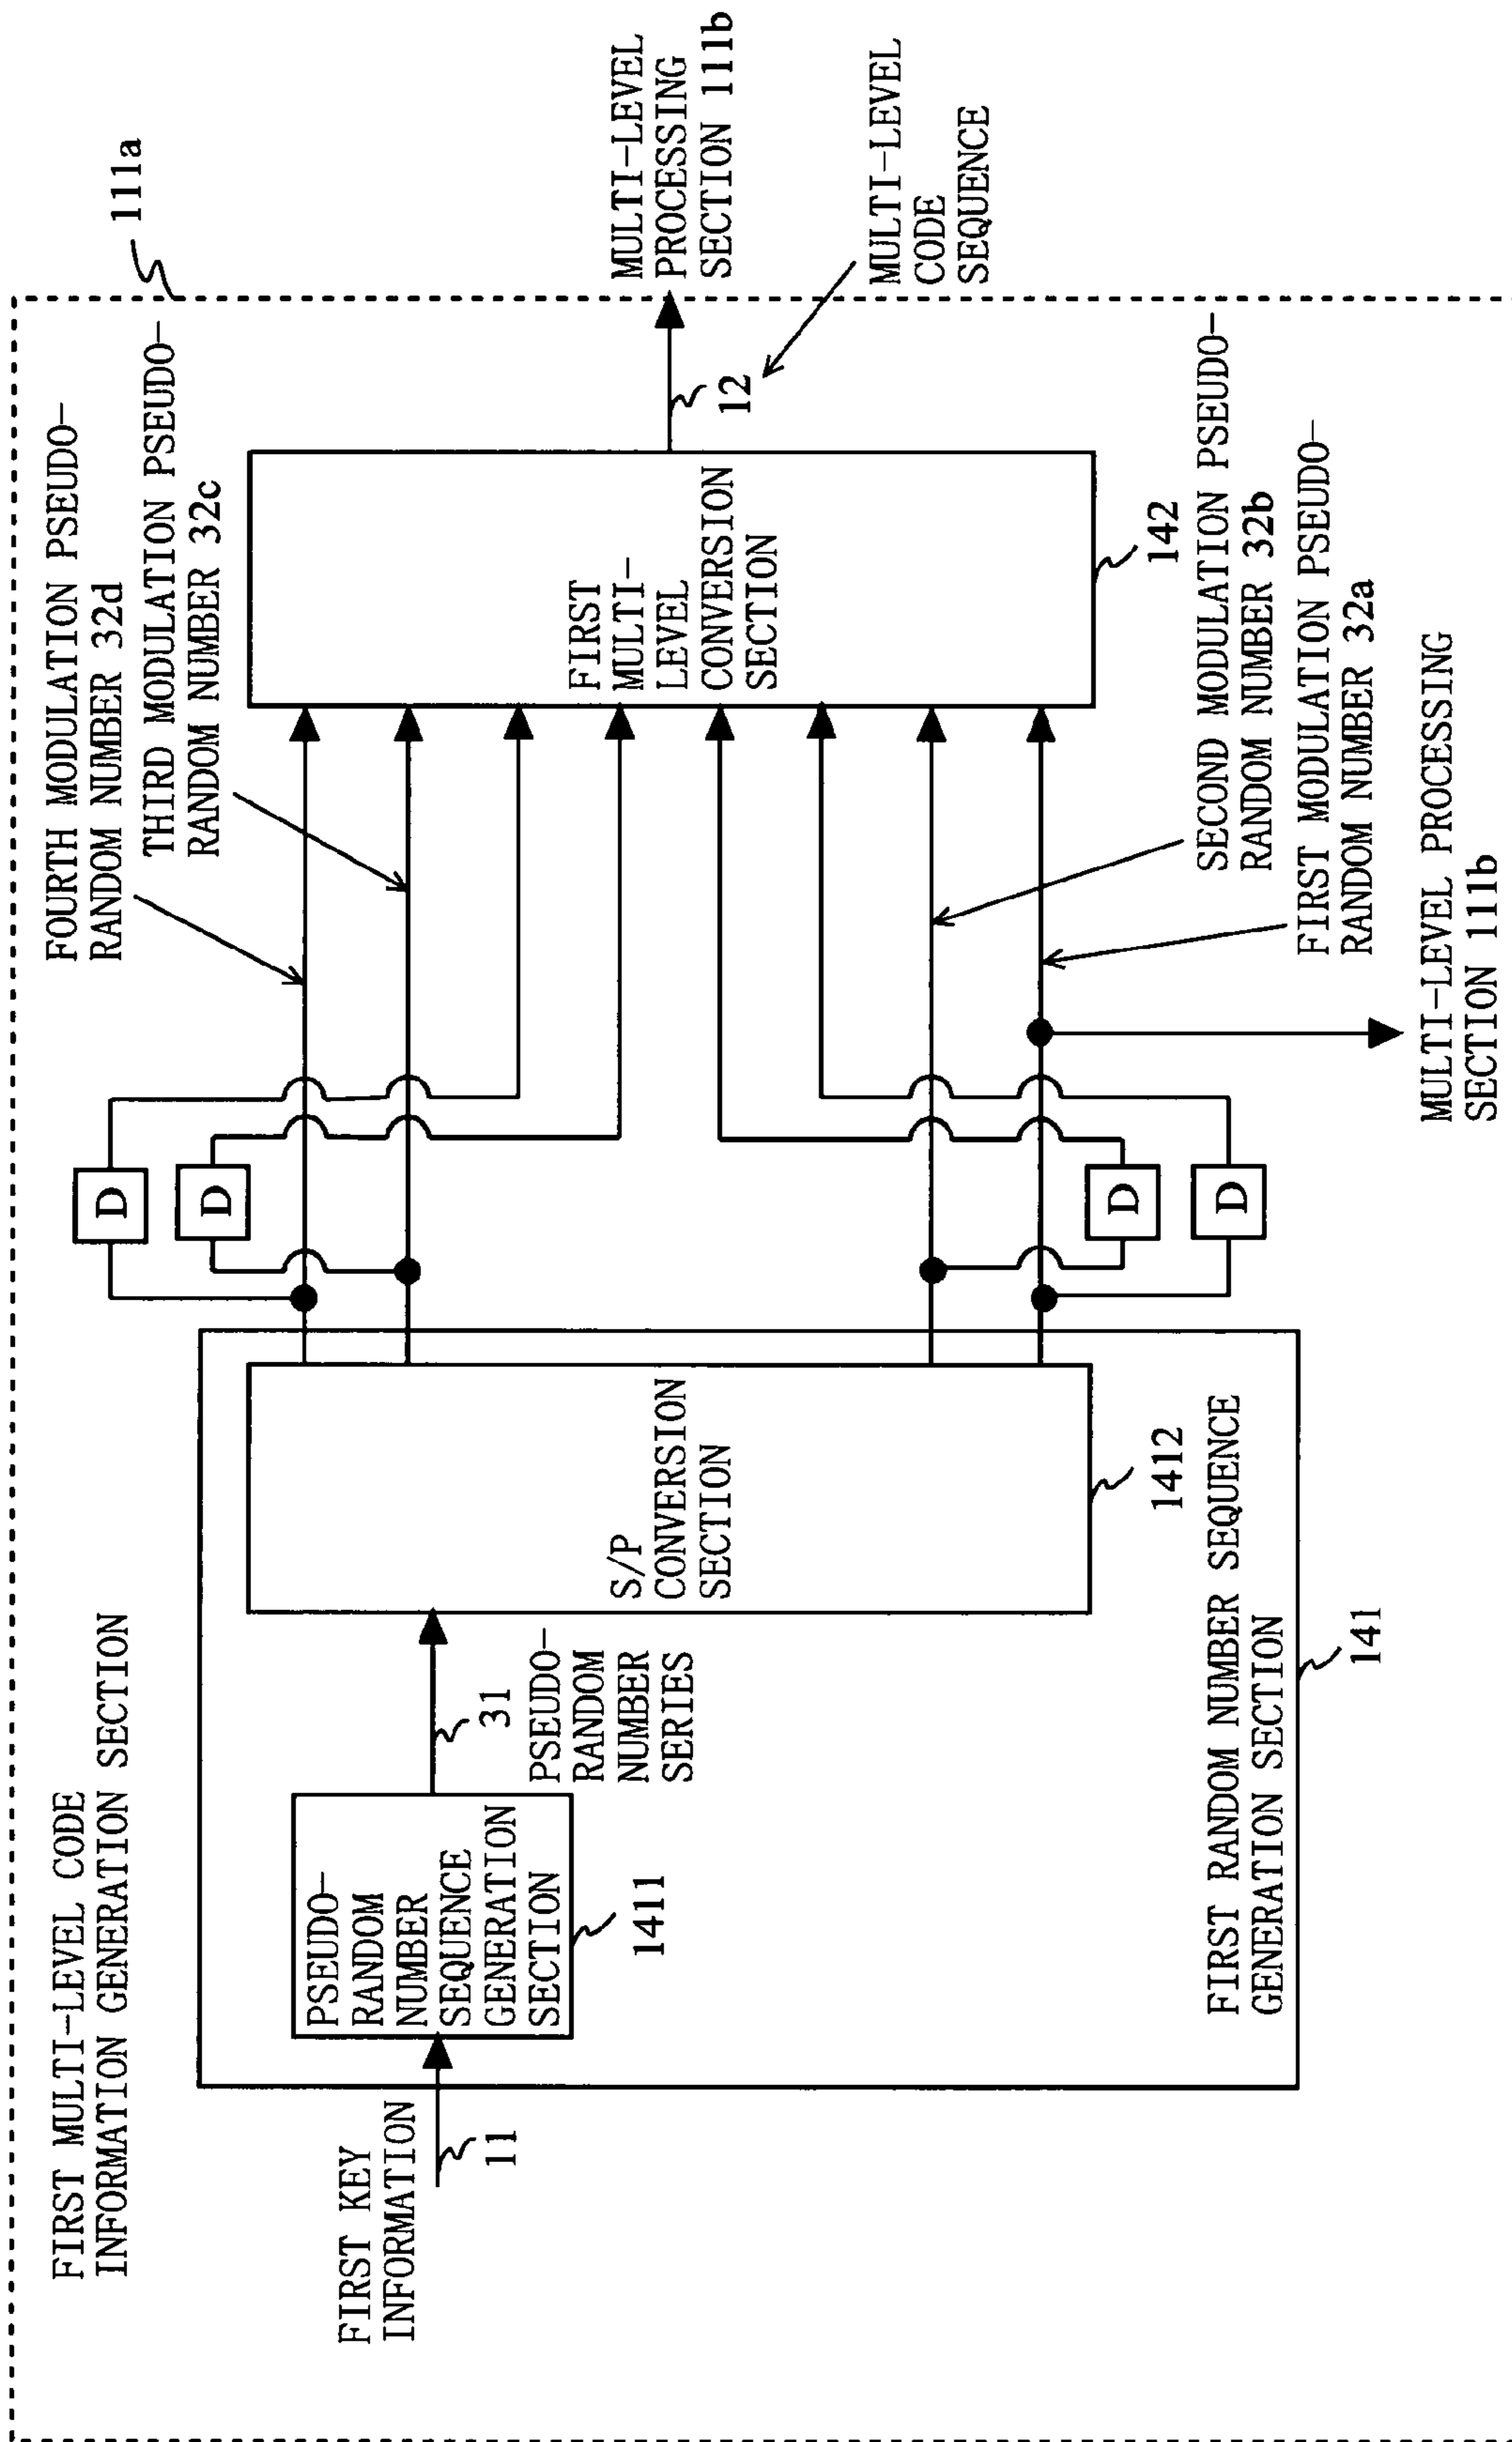 FIRST MULTI-LEVEL CODE
INFORMATION GENERATION SECTION
111a
FIRST KEY
INFORMATION
11
PSEUDO-
RANDOM
NUMBER
SEQUENCE
GENERATION
SECTION
1411
31
PSEUDO-
RANDOM
NUMBER
SERIES
S/P
CONVERSION
SECTION
1412
FIRST RANDOM NUMBER SEQUENCE
GENERATION SECTION
141
D
D
D
D
FOURTH MODULATION PSEUDO-
RANDOM NUMBER 32d
THIRD MODULATION PSEUDO-
RANDOM NUMBER 32c
SECOND MODULATION PSEUDO-
RANDOM NUMBER 32b
FIRST MODULATION PSEUDO-
RANDOM NUMBER 32a
MULTI-LEVEL PROCESSING
SECTION 111b
FIRST
MULTI-
LEVEL
CONVERSION
SECTION
142
12
MULTI-LEVEL
PROCESSING
SECTION 111b
MULTI-LEVEL
CODE
SEQUENCE